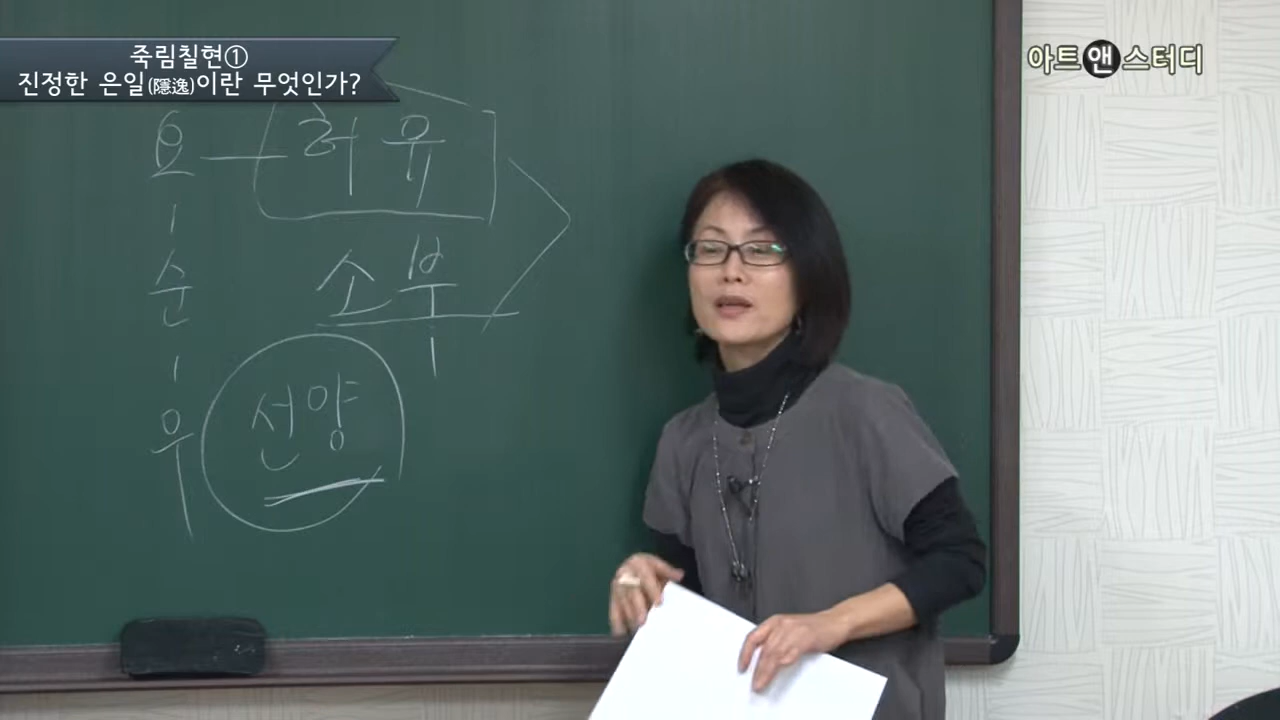 죽림칠현①
진정한 은일(隱逸)이란 무엇인가?
아트앤스터디
요 허유
순 소부
우 선양